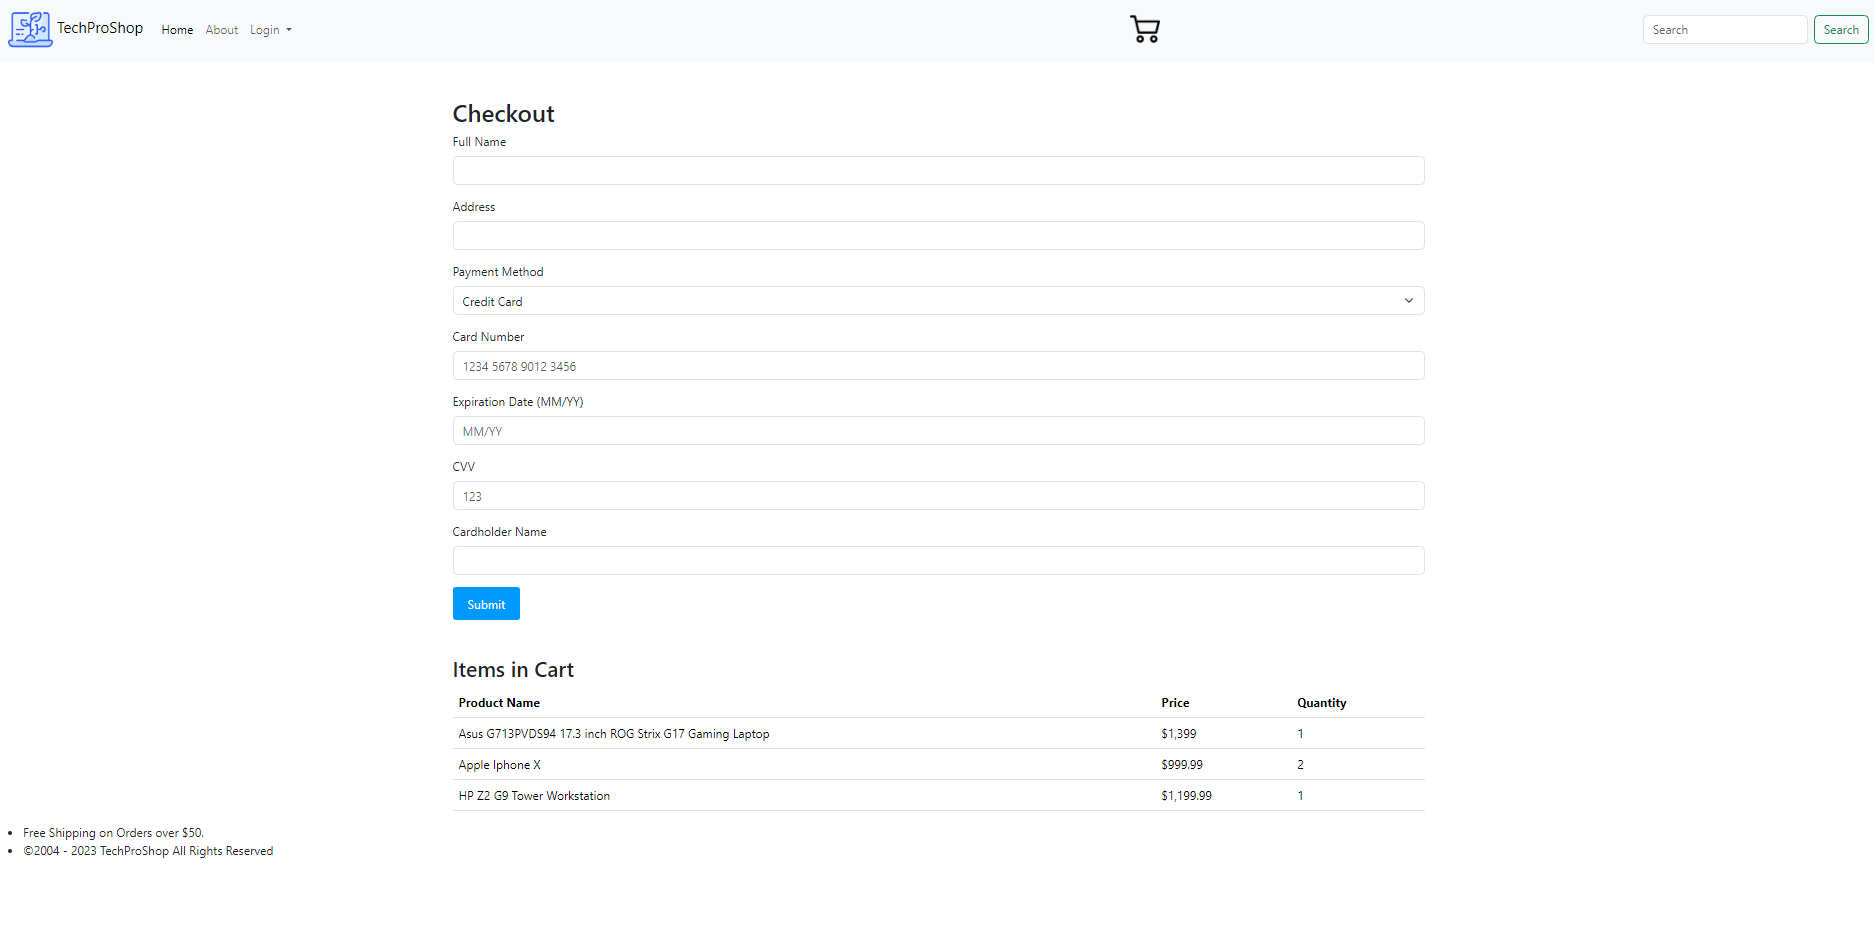 TechProShop Home About Login Search Search
Checkout
Full Name
Address
Payment Method
Credit Card
Card Number
1234 5678 9012 3456
Expiration Date (MM/YY)
MM/YY
CVV
123
Cardholder Name
Submit
Items in Cart
Product Name Price Quantity
Asus G713PVDS94 17.3 inch ROG Strix G17 Gaming Laptop $1,399 1
Apple Iphone X $999.99 2
HP Z2 G9 Tower Workstation $1,199.99 1
• Free Shipping on Orders over $50.
• ©2004 - 2023 TechProShop All Rights Reserved